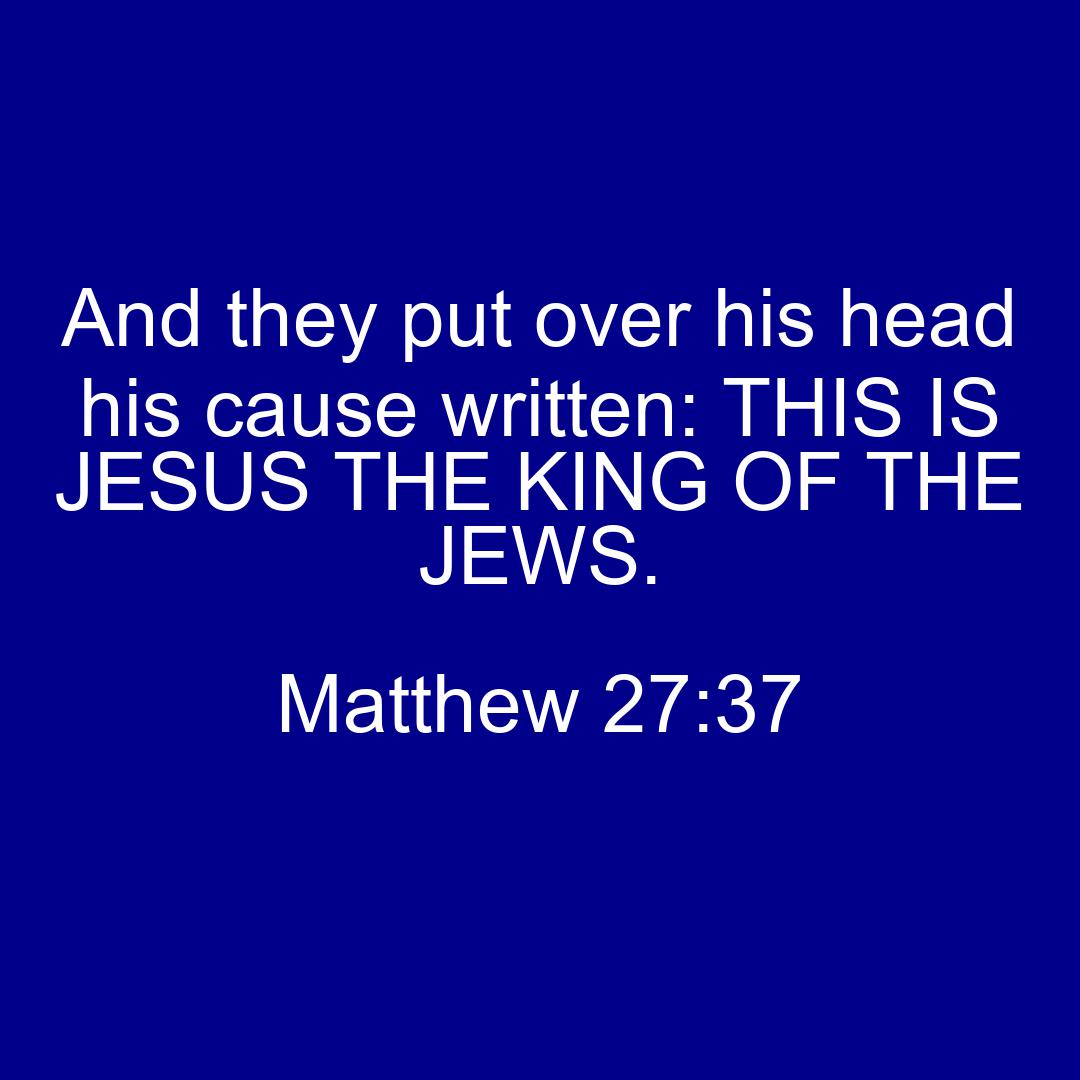 And they put over his head
his cause written: THIS IS
JESUS THE KING OF THE
JEWS.
Matthew 27:37